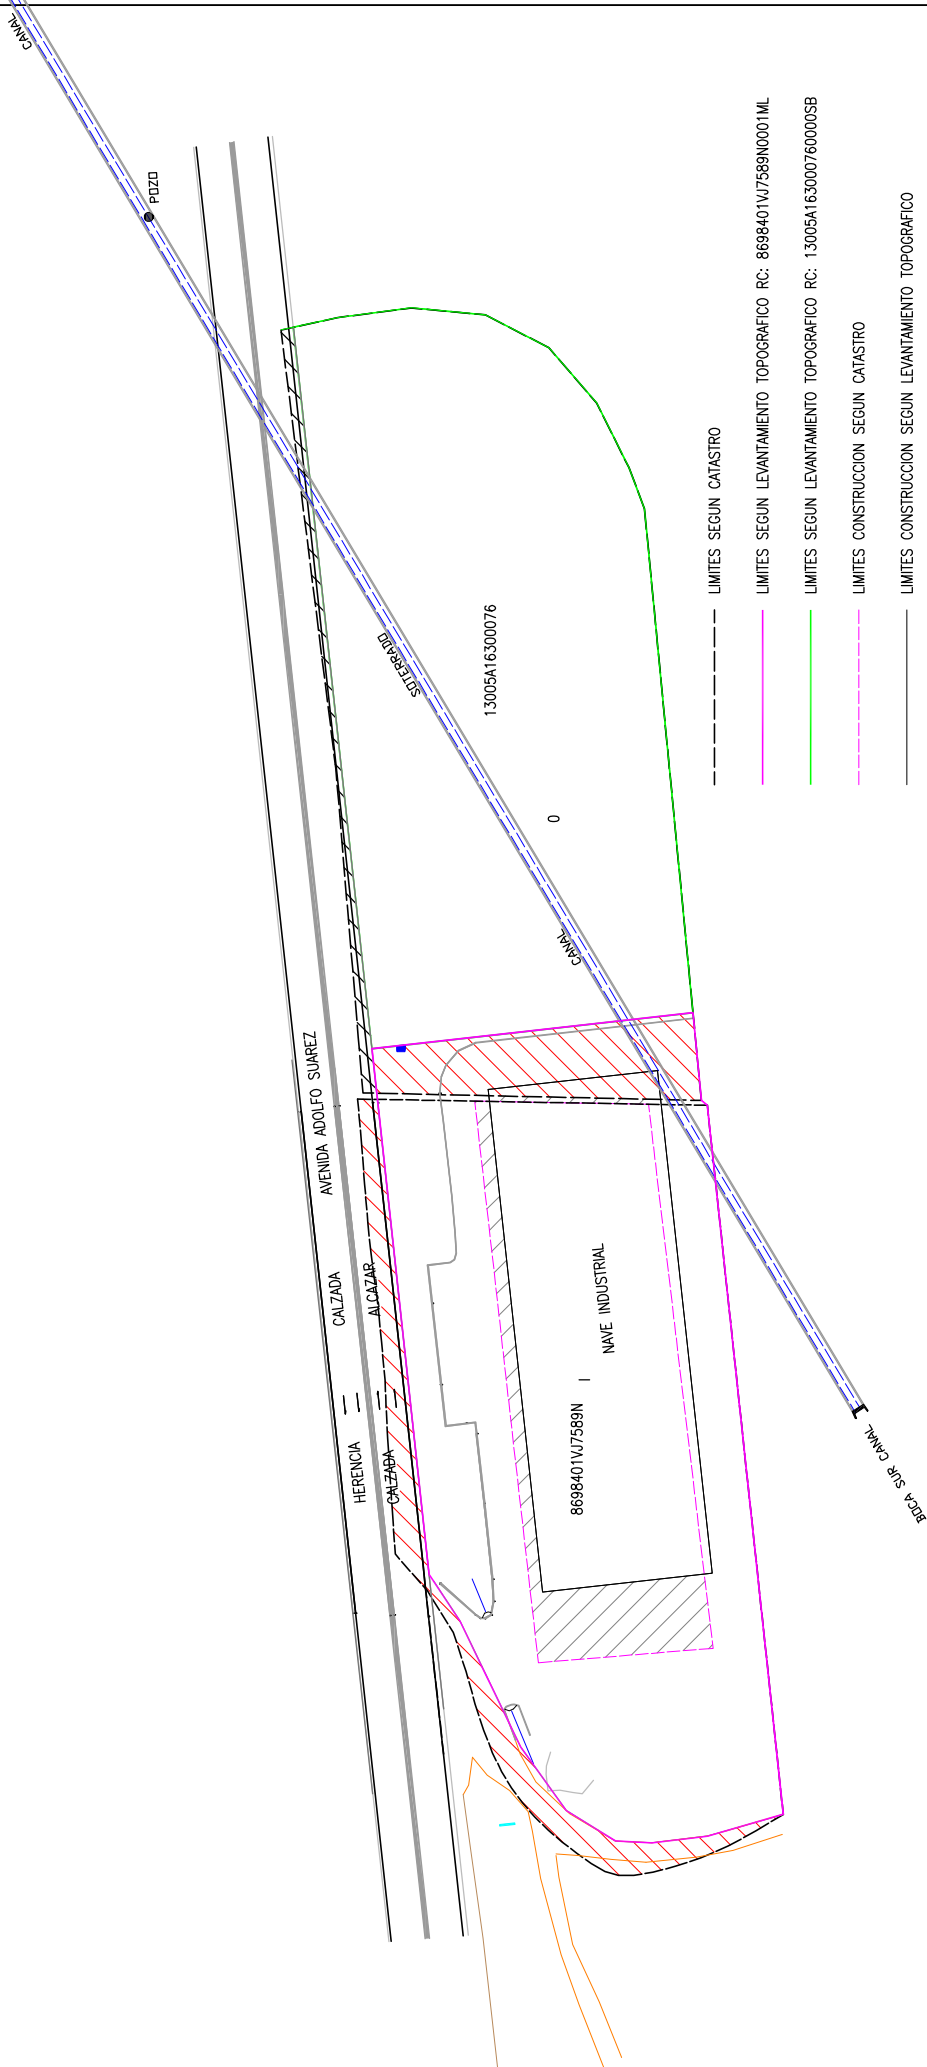 CANAL
POZO
SOTERRADO
13005A16300076
0
CANAL
AVENIDA ADOLFO SUAREZ
CALZADA
ALCAZAR
HERENCIA
CALZADA
NAVE INDUSTRIAL
8698401VJ7589N
I
BOCA SUR CANAL
LIMITES SEGUN CATASTRO
LIMITES SEGUN LEVANTAMIENTO TOPOGRAFICO RC: 8698401VJ7589N0001ML
LIMITES SEGUN LEVANTAMIENTO TOPOGRAFICO RC: 13005A163000760000SB
LIMITES CONSTRUCCION SEGUN CATASTRO
LIMITES CONSTRUCCION SEGUN LEVANTAMIENTO TOPOGRAFICO